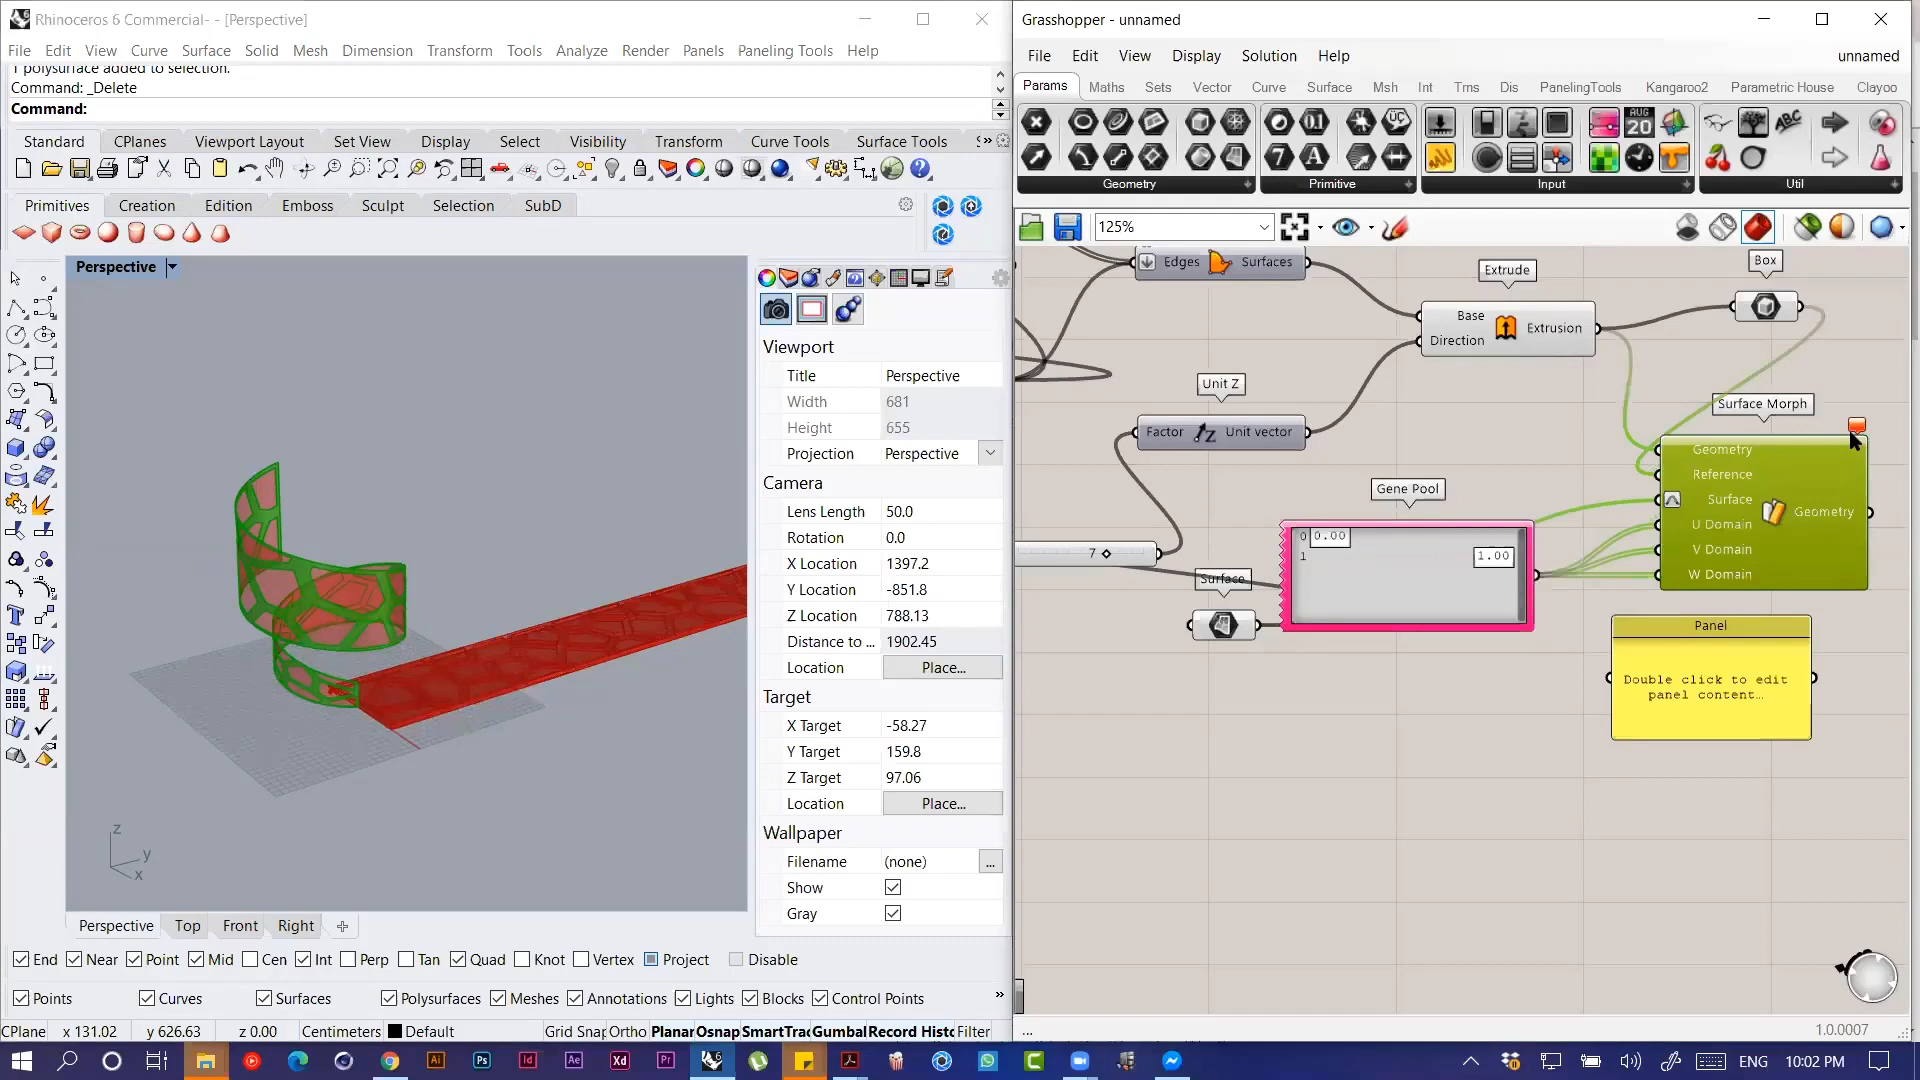 Rhinoceros 6 Commercial- - [Perspective]
File Edit View Curve Surface Solid Mesh Dimension Transform Tools Analyze Render Panels Paneling Tools Help
1 polysurface added to selection.
Command: _Delete
Command:
Standard CPlanes Viewport Layout Set View Display Select Visibility Transform Curve Tools Surface Tools S »
Primitives Creation Edition Emboss Sculpt Selection SubD
Perspective
Viewport
Title Perspective
Width 681
Height 655
Projection Perspective
Camera
Lens Length 50.0
Rotation 0.0
X Location 1397.2
Y Location -851.8
Z Location 788.13
Distance to ... 1902.45
Location Place...
Target
X Target -58.27
Y Target 159.8
Z Target 97.06
Location Place...
Wallpaper
Filename (none) ...
Show
Gray
z
y
x
Perspective Top Front Right
End Near Point Mid Cen Int Perp Tan Quad Knot Vertex Project Disable
Points Curves Surfaces Polysurfaces Meshes Annotations Lights Blocks Control Points »
CPlane x 131.02 y 626.63 z 0.00 Centimeters Default Grid Snap Ortho Planar Osnap SmartTrac Gumbal Record Histo Filter
Grasshopper - unnamed
File Edit View Display Solution Help unnamed
Params Maths Sets Vector Curve Surface Msh Int Trns Dis PanelingTools Kangaroo2 Parametric House Clayoo
Geometry Primitive Input Util
125%
Edges Surfaces
Extrude
Box
Base
Direction
Extrusion
Unit Z
Factor Unit vector
Surface Morph
Geometry
Reference
Surface
U Domain
V Domain
W Domain
Geometry
Gene Pool
0 0.00
1 1.00
7
Surface
Panel
Double click to edit
panel content…
... 1.0.0007
Ai Ps Id Ae Xd Pr ENG 10:02 PM